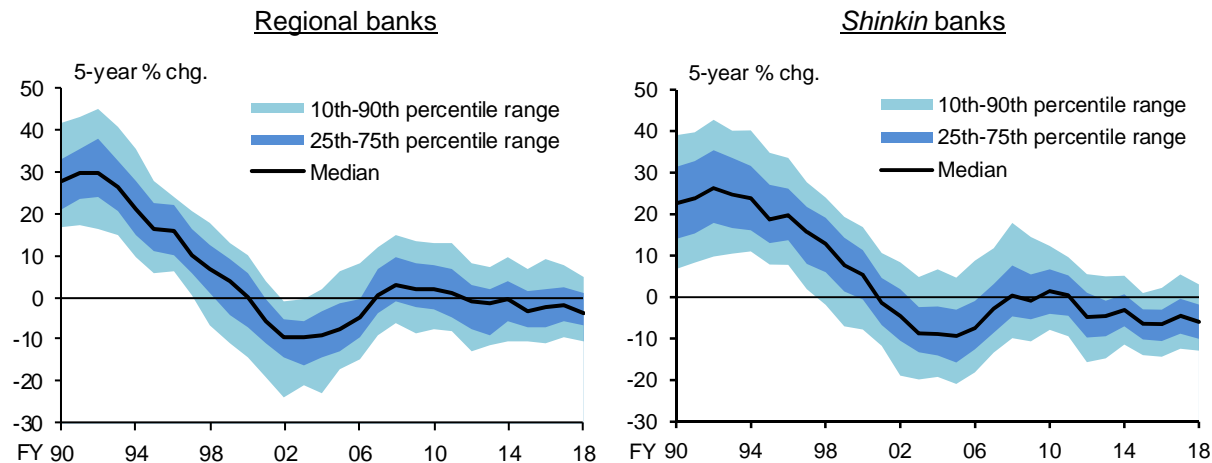 Regional banks
5-year % chg.
50
40
30
20
10
0
-10
-20
-30
10th-90th percentile range
25th-75th percentile range
Median
FY 90 94 98 02 06 10 14 18
Shinkin banks
5-year % chg.
50
40
30
20
10
0
-10
-20
-30
10th-90th percentile range
25th-75th percentile range
Median
FY 90 94 98 02 06 10 14 18